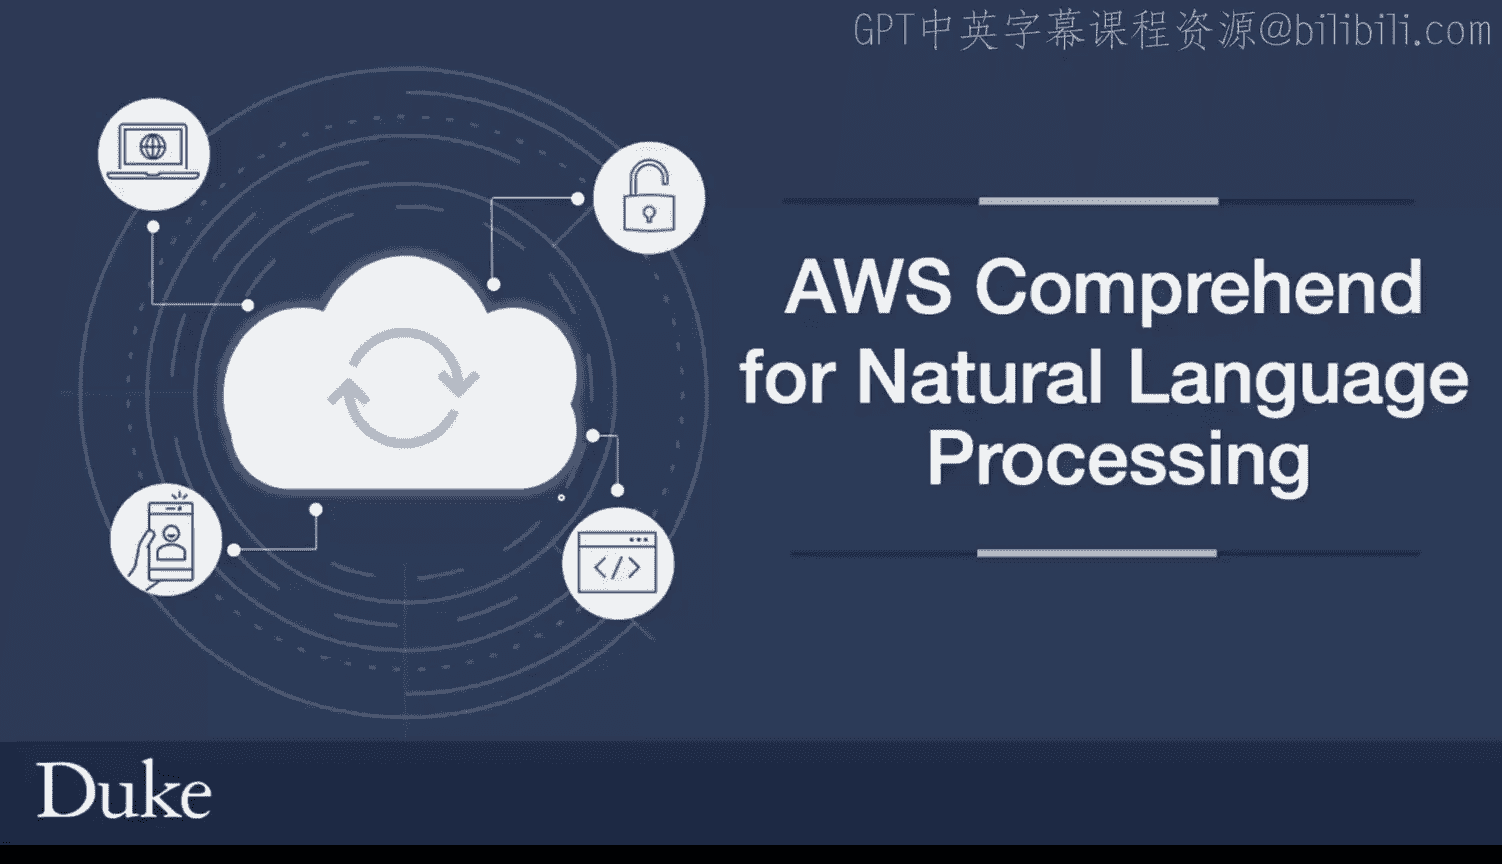 GPT中英字幕课程资源@bilibili.com
AWS Comprehend
for Natural Language
Processing
</>
Duke